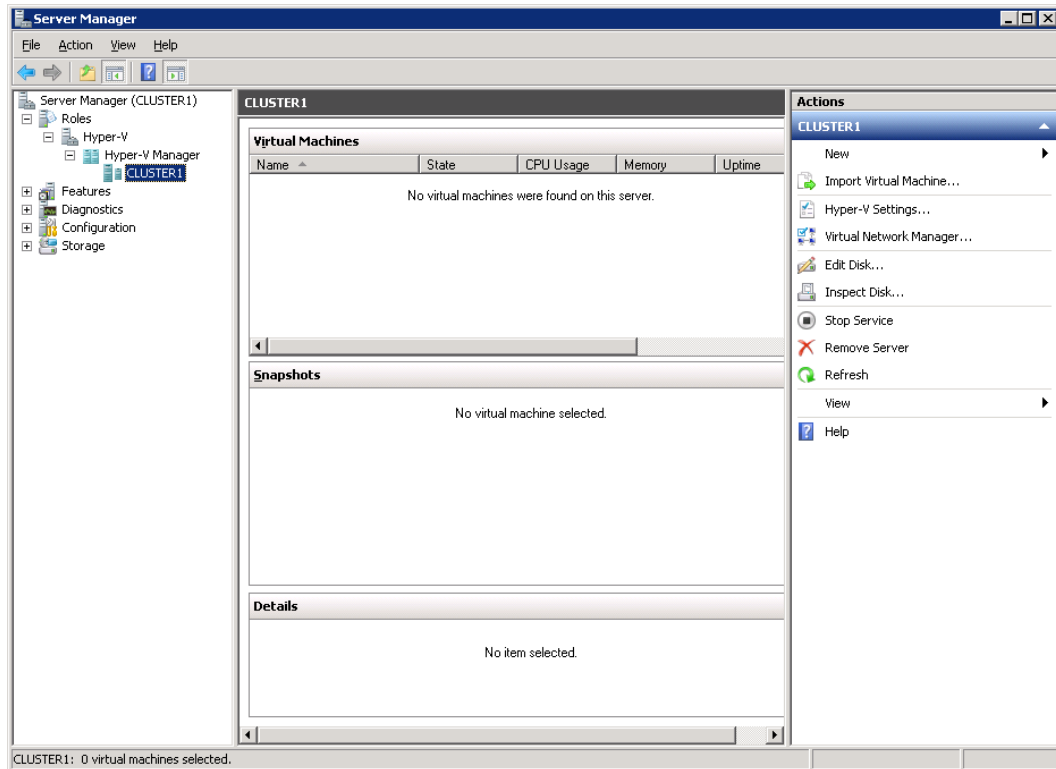 Server Manager
File Action View Help
Server Manager (CLUSTER1)
Roles
Hyper-V
Hyper-V Manager
CLUSTER1
Features
Diagnostics
Configuration
Storage
CLUSTER1
Virtual Machines
Name State CPU Usage Memory Uptime
No virtual machines were found on this server.
Snapshots
No virtual machine selected.
Details
No item selected.
Actions
CLUSTER1
New
Import Virtual Machine...
Hyper-V Settings...
Virtual Network Manager...
Edit Disk...
Inspect Disk...
Stop Service
Remove Server
Refresh
View
Help
CLUSTER1: 0 virtual machines selected.